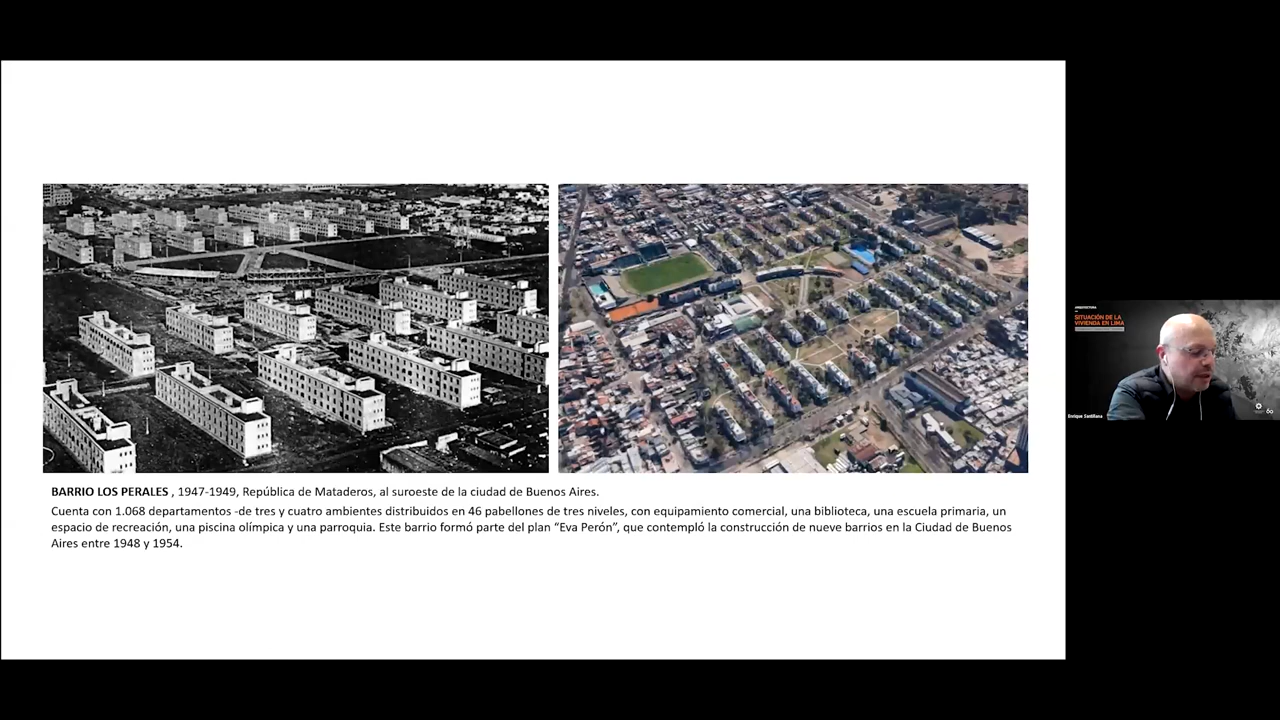 BARRIO LOS PERALES , 1947-1949, República de Mataderos, al suroeste de la ciudad de Buenos Aires.
Cuenta con 1.068 departamentos -de tres y cuatro ambientes distribuidos en 46 pabellones de tres niveles, con equipamiento comercial, una biblioteca, una escuela primaria, un
espacio de recreación, una piscina olímpica y una parroquia. Este barrio formó parte del plan “Eva Perón”, que contempló la construcción de nueve barrios en la Ciudad de Buenos
Aires entre 1948 y 1954.
ARQUITECTURA
SITUACIÓN DE LA
VIVIENDA EN LIMA
Enrique Santillana